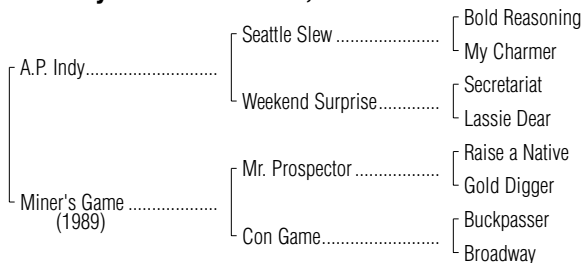 Bold Reasoning
Seattle Slew ........................
My Charmer
A.P. Indy..............................
Secretariat
Weekend Surprise..............
Lassie Dear
Raise a Native
Mr. Prospector ...................
Gold Digger
Miner's Game ....................
(1989)
Buckpasser
Con Game...........................
Broadway